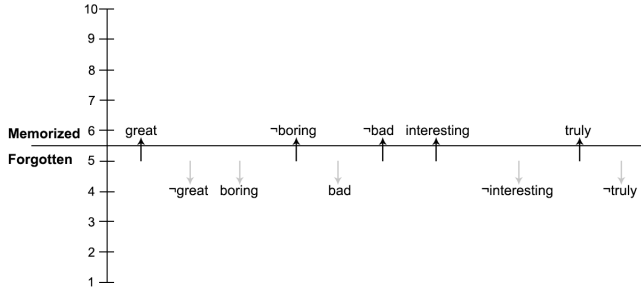 10
9
8
7
Memorized 6 great ¬boring ¬bad interesting truly
Forgotten 5
4 ¬great boring bad ¬interesting ¬truly
3
2
1